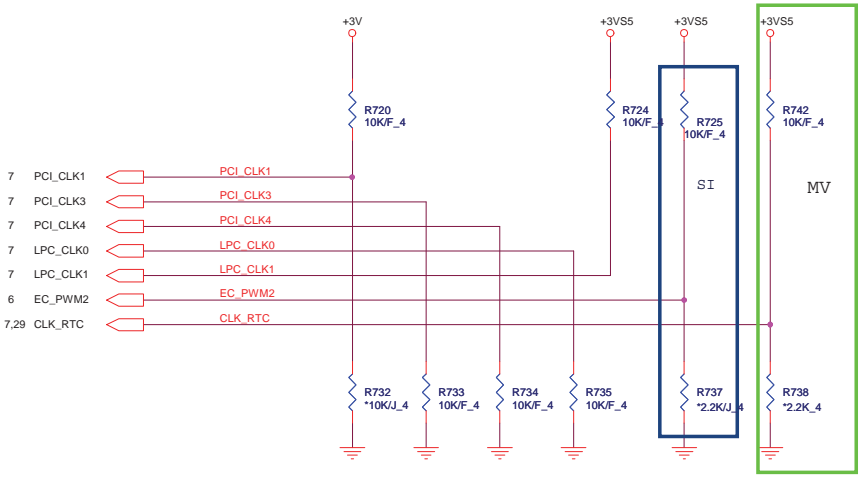 +3V
+3VS5
+3VS5
+3VS5
R720
10K/F_4
R724
10K/F_4
R725
10K/F_4
R742
10K/F_4
7 PCI_CLK1 PCI_CLK1
SI
MV
7 PCI_CLK3 PCI_CLK3
7 PCI_CLK4 PCI_CLK4
7 LPC_CLK0 LPC_CLK0
7 LPC_CLK1 LPC_CLK1
6 EC_PWM2 EC_PWM2
7,29 CLK_RTC CLK_RTC
R732
*10K/J_4
R733
10K/F_4
R734
10K/F_4
R735
10K/F_4
R737
*2.2K/J_4
R738
*2.2K_4